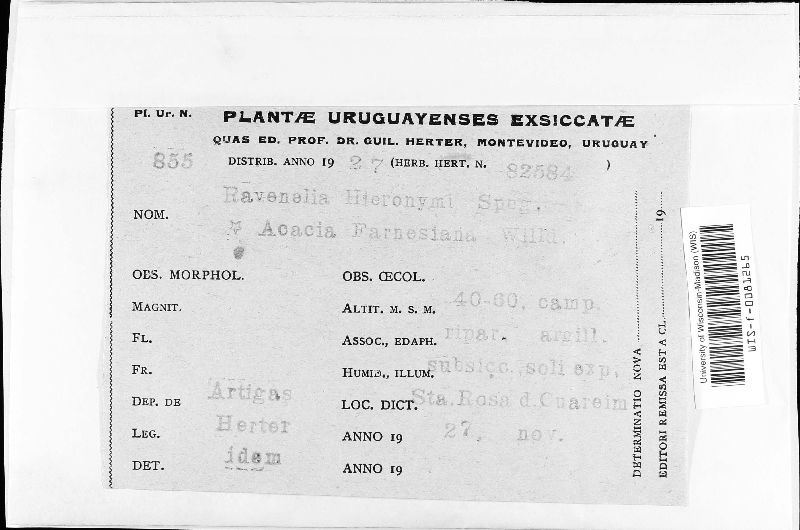 Pl. Ur. N. PLANTÆ URUGUAYENSES EXSICCATÆ
QUAS ED. PROF. DR. GUIL. HERTER, MONTEVIDEO, URUGUAY
855 DISTRIB. ANNO 19 27 (HERB. HERT. N. 82584 )
NOM. Ravenelia Hieronymi Speg.
Acacia Farnesiana Willd.
OBS. MORPHOL. OBS. ŒCOL.
MAGNIT. ALTIT. M. S. M. 40-60, camp.
FL. ASSOC., EDAPH. ripar. argill.
FR. HUMID., ILLUM. subsicc., soli exp,
DEP. DE Artigas LOC. DICT. Sta. Rosa d. Cuareim
LEG. Herter ANNO 19 27, nov.
DET. idem ANNO 19
DETERMINATIO NOVA
EDITORI REMISSA EST A CL. 19
University of Wisconsin-Madison (WIS)
WIS-f-0081265